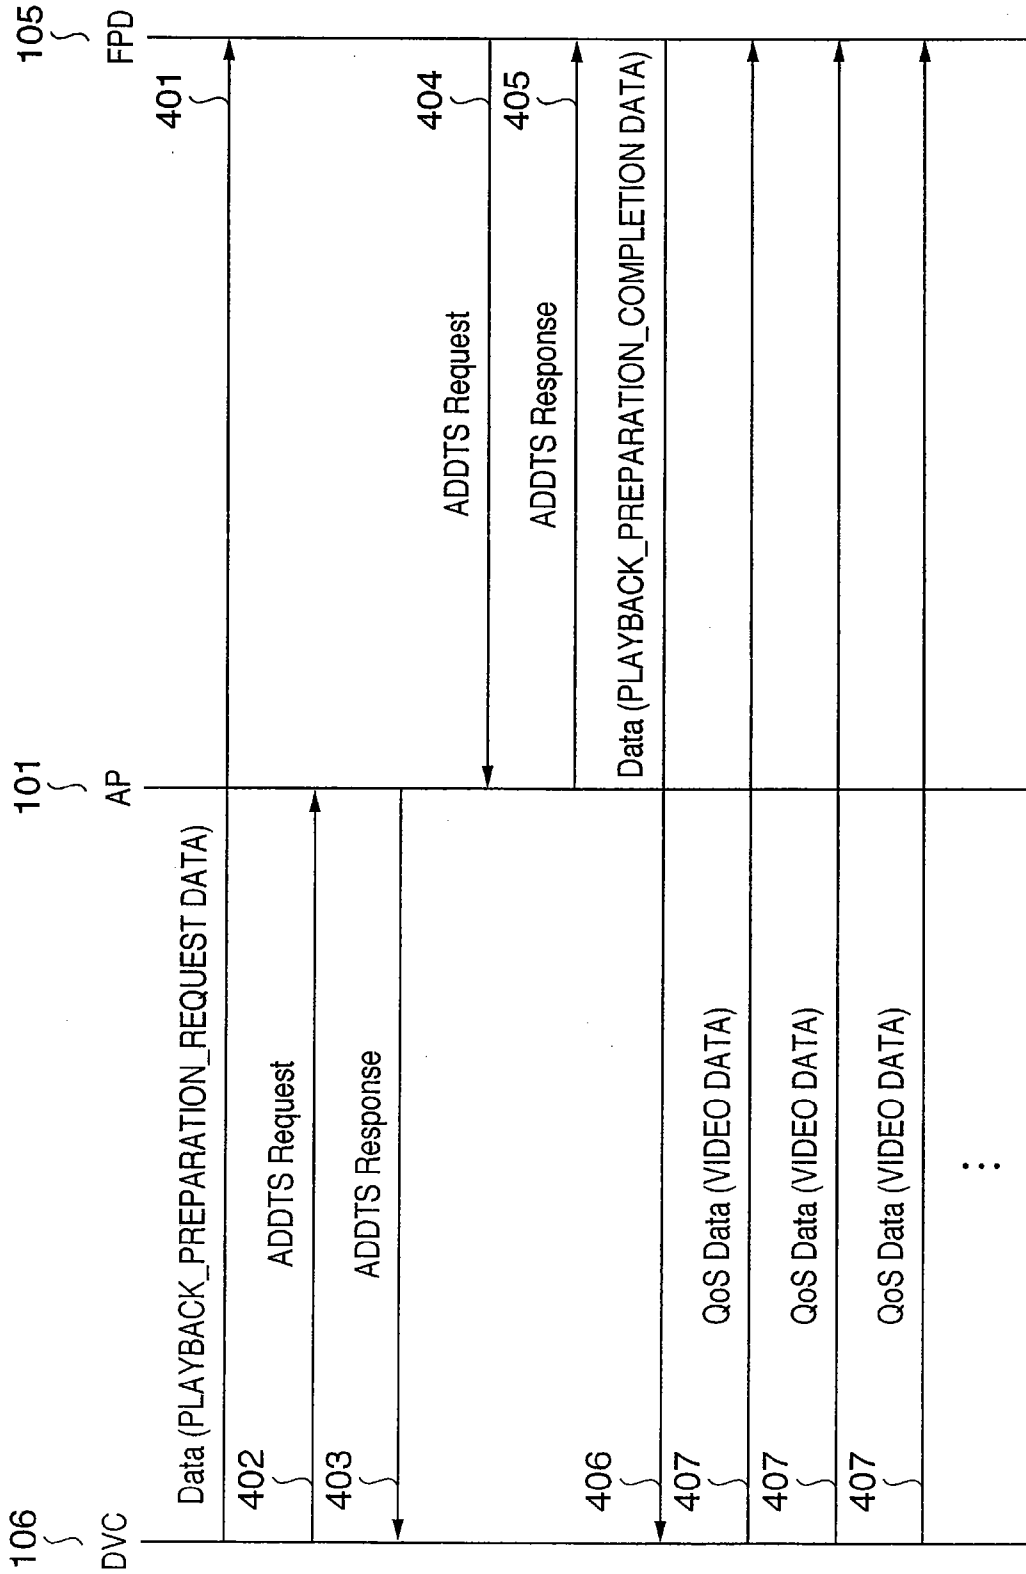 106
101
105
DVC
AP
FPD
Data (PLAYBACK_PREPARATION_REQUEST DATA)
401
402
ADDTS Request
403
ADDTS Response
ADDTS Request
404
ADDTS Response
405
406
Data (PLAYBACK_PREPARATION_COMPLETION DATA)
407
QoS Data (VIDEO DATA)
407
QoS Data (VIDEO DATA)
407
QoS Data (VIDEO DATA)
...